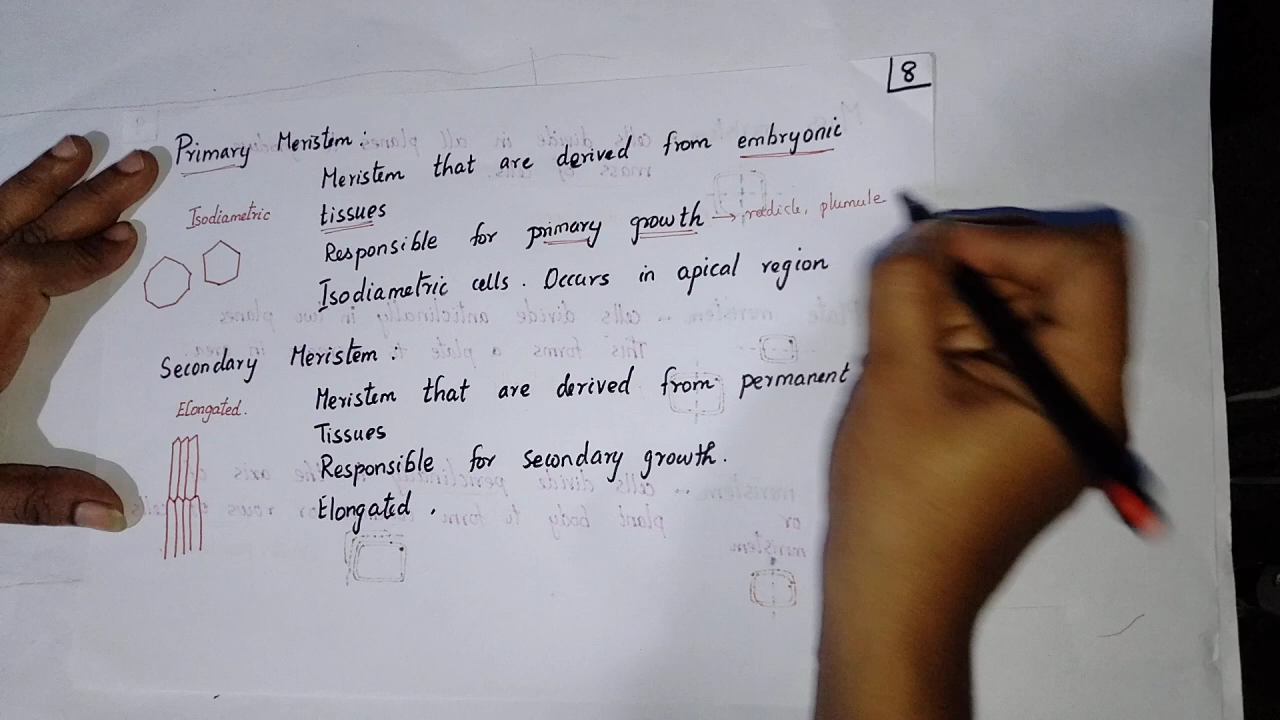 8
Primary Meristem :
Meristem that are derived from embryonic
tissues
Responsible for primary growth → radicle, plumule
Isodiametric cells. Occurs in apical region
Isodiametric
Secondary Meristem :
Meristem that are derived from permanent
Tissues
Responsible for secondary growth.
Elongated.
Elongated.